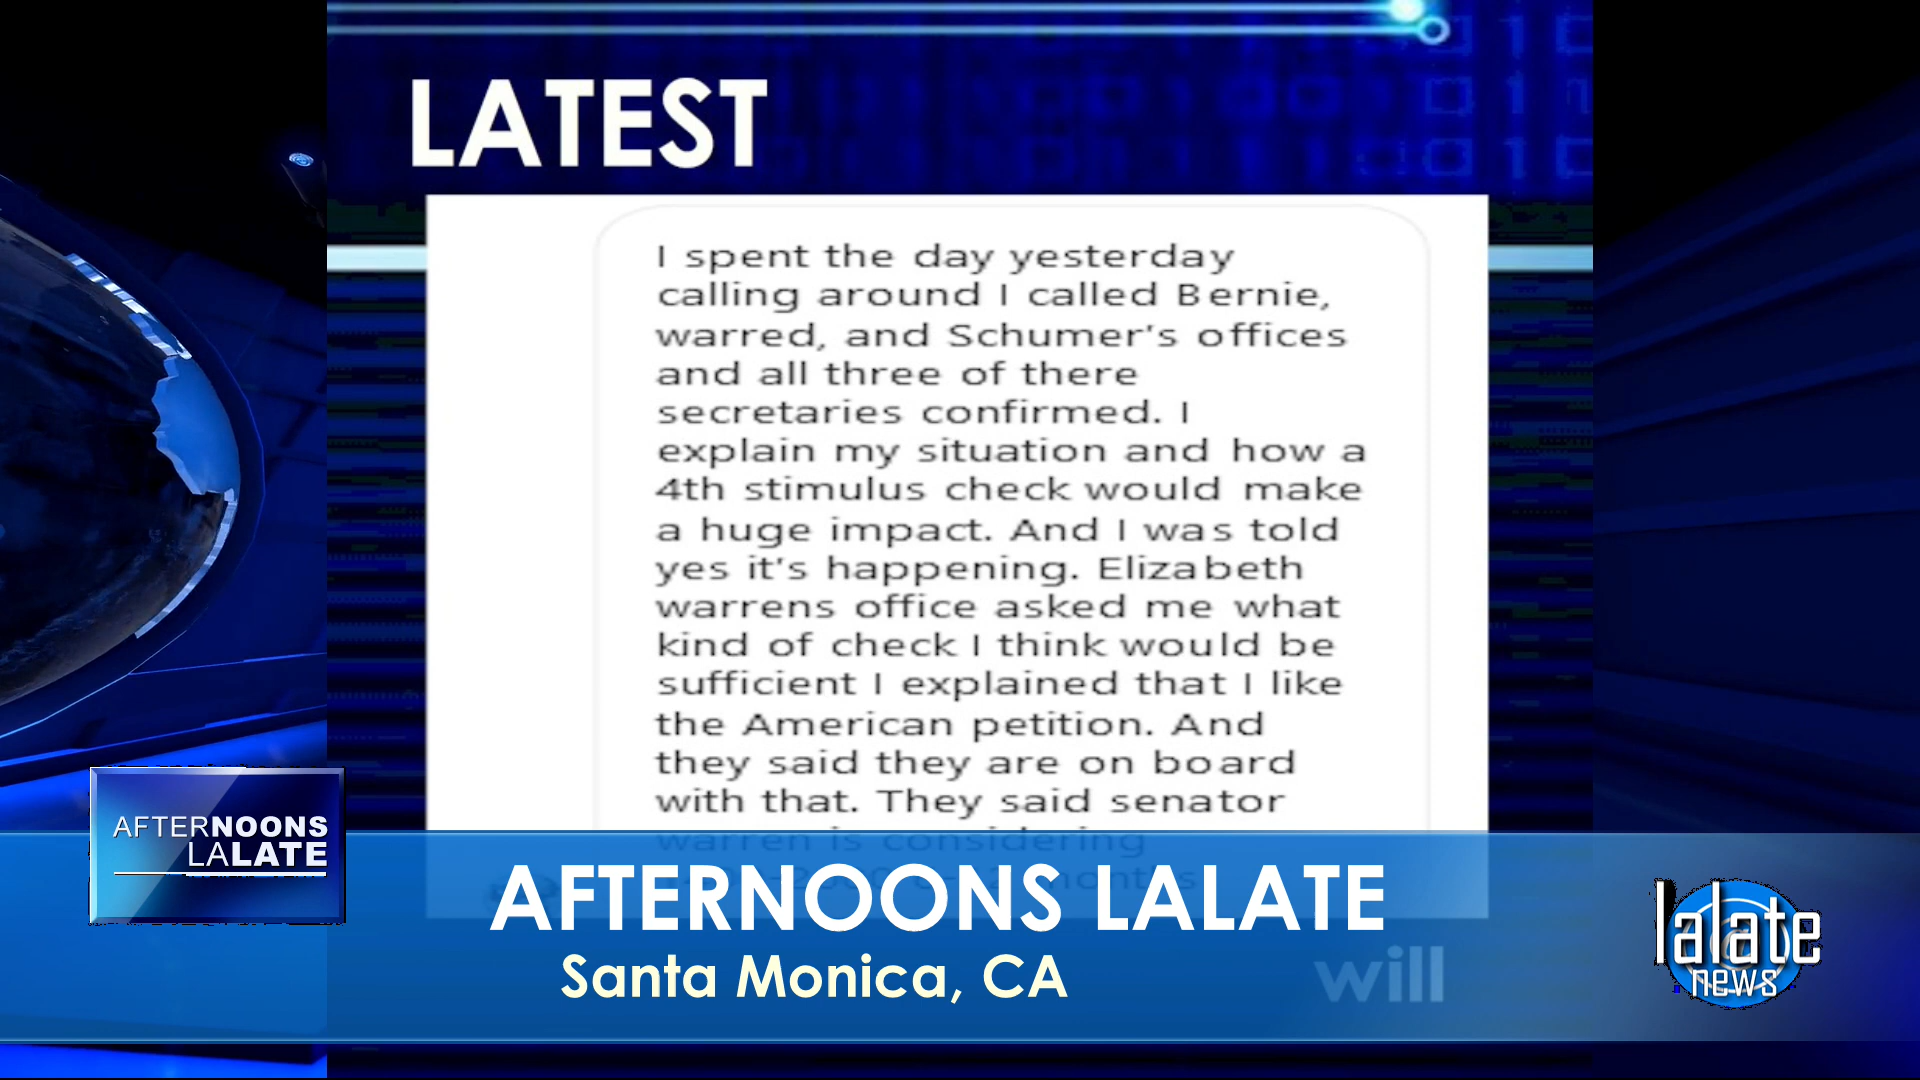 LATEST
I spent the day yesterday
calling around I called Bernie,
warred, and Schumer's offices
and all three of there
secretaries confirmed. I
explain my situation and how a
4th stimulus check would make
a huge impact. And I was told
yes it's happening. Elizabeth
warrens office asked me what
kind of check I think would be
sufficient I explained that I like
the American petition. And
they said they are on board
with that. They said senator
warren is considering
months
AFTERNOONS
LALATE
AFTERNOONS LALATE
Santa Monica, CA
will
lalate
news